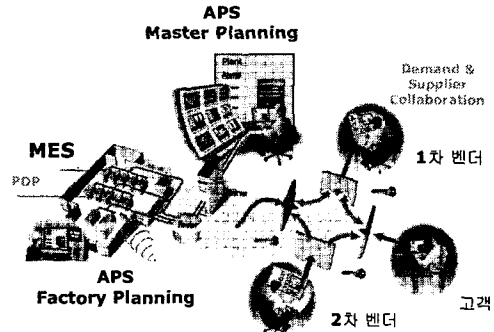 APS
Master Planning
Demand &
Supplier
Collaboration
1차 벤더
MES
POP
APS
Factory Planning
고객
2차 벤더